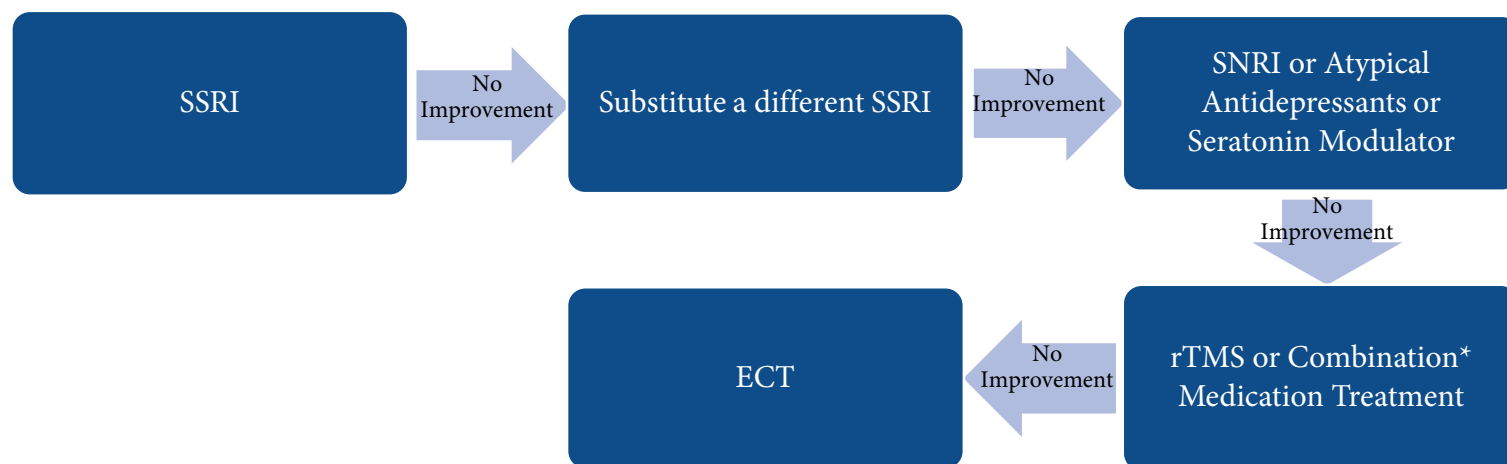 SSRI
No
Improvement
Substitute a different SSRI
No
Improvement
SNRI or Atypical
Antidepressants or
Seratonin Modulator
No
Improvement
rTMS or Combination*
Medication Treatment
No
Improvement
ECT